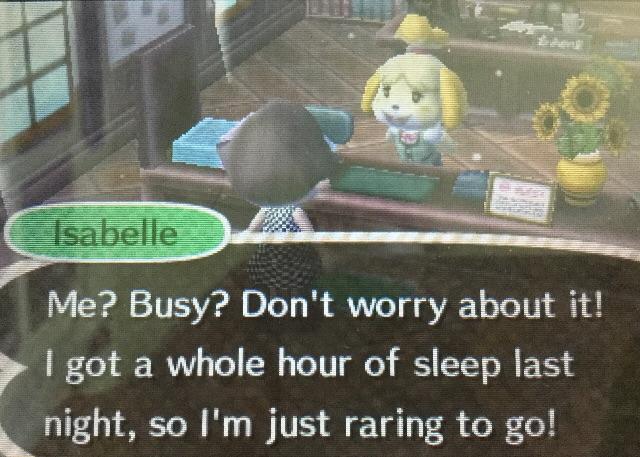 Isabelle
Me? Busy? Don't worry about it!
I got a whole hour of sleep last
night, so I'm just raring to go!